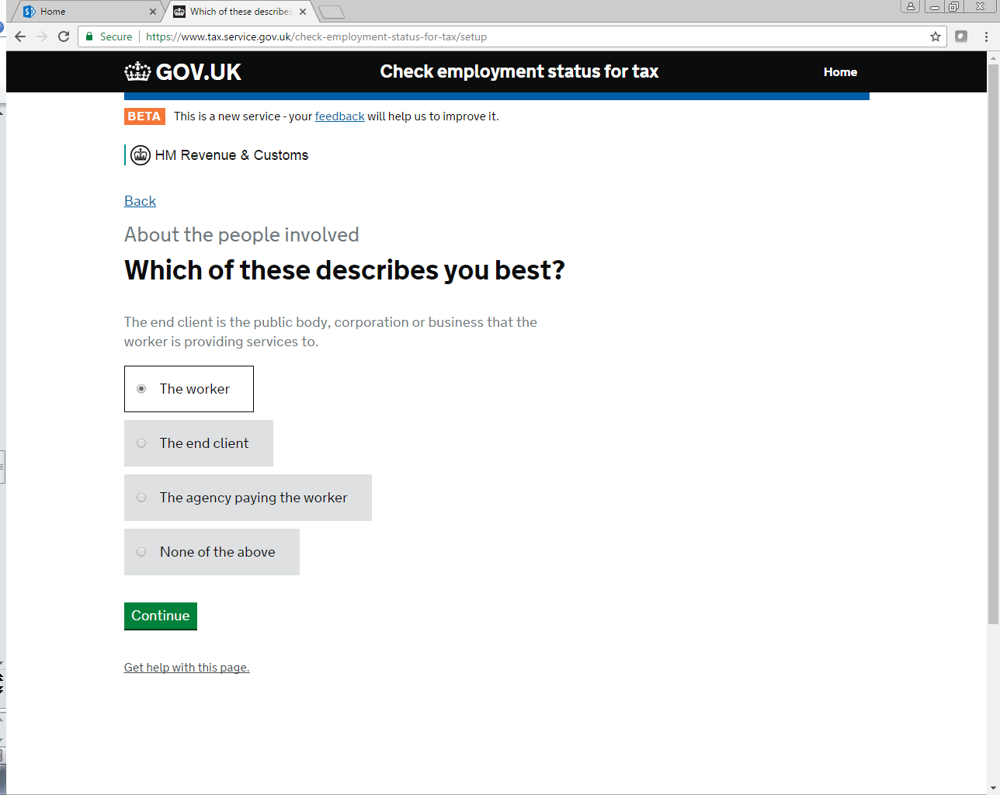 Home
Which of these describes
Secure
https://www.tax.service.gov.uk/check-employment-status-for-tax/setup
GOV.UK
Check employment status for tax
Home
BETA
This is a new service - your feedback will help us to improve it.
HM Revenue & Customs
Back
About the people involved
Which of these describes you best?
The end client is the public body, corporation or business that the
worker is providing services to.
The worker
The end client
The agency paying the worker
None of the above
Continue
Get help with this page.